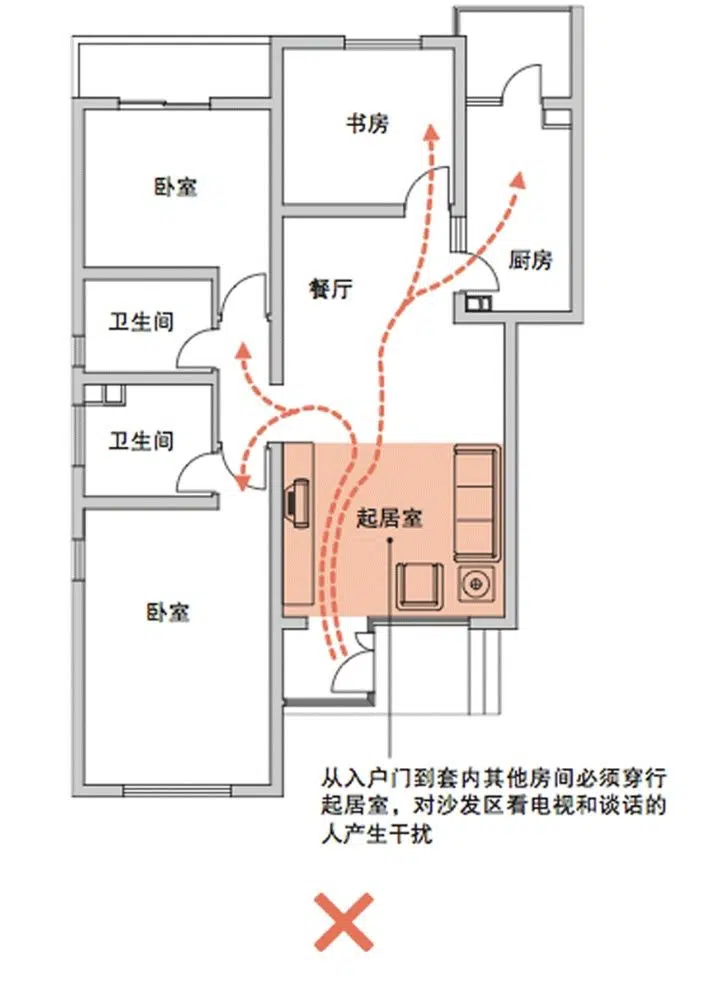 书房
卧室
厨房
餐厅
卫生间
卫生间
起居室
卧室
从入户门到套内其他房间必须穿行
起居室，对沙发区看电视和谈话的
人产生干扰